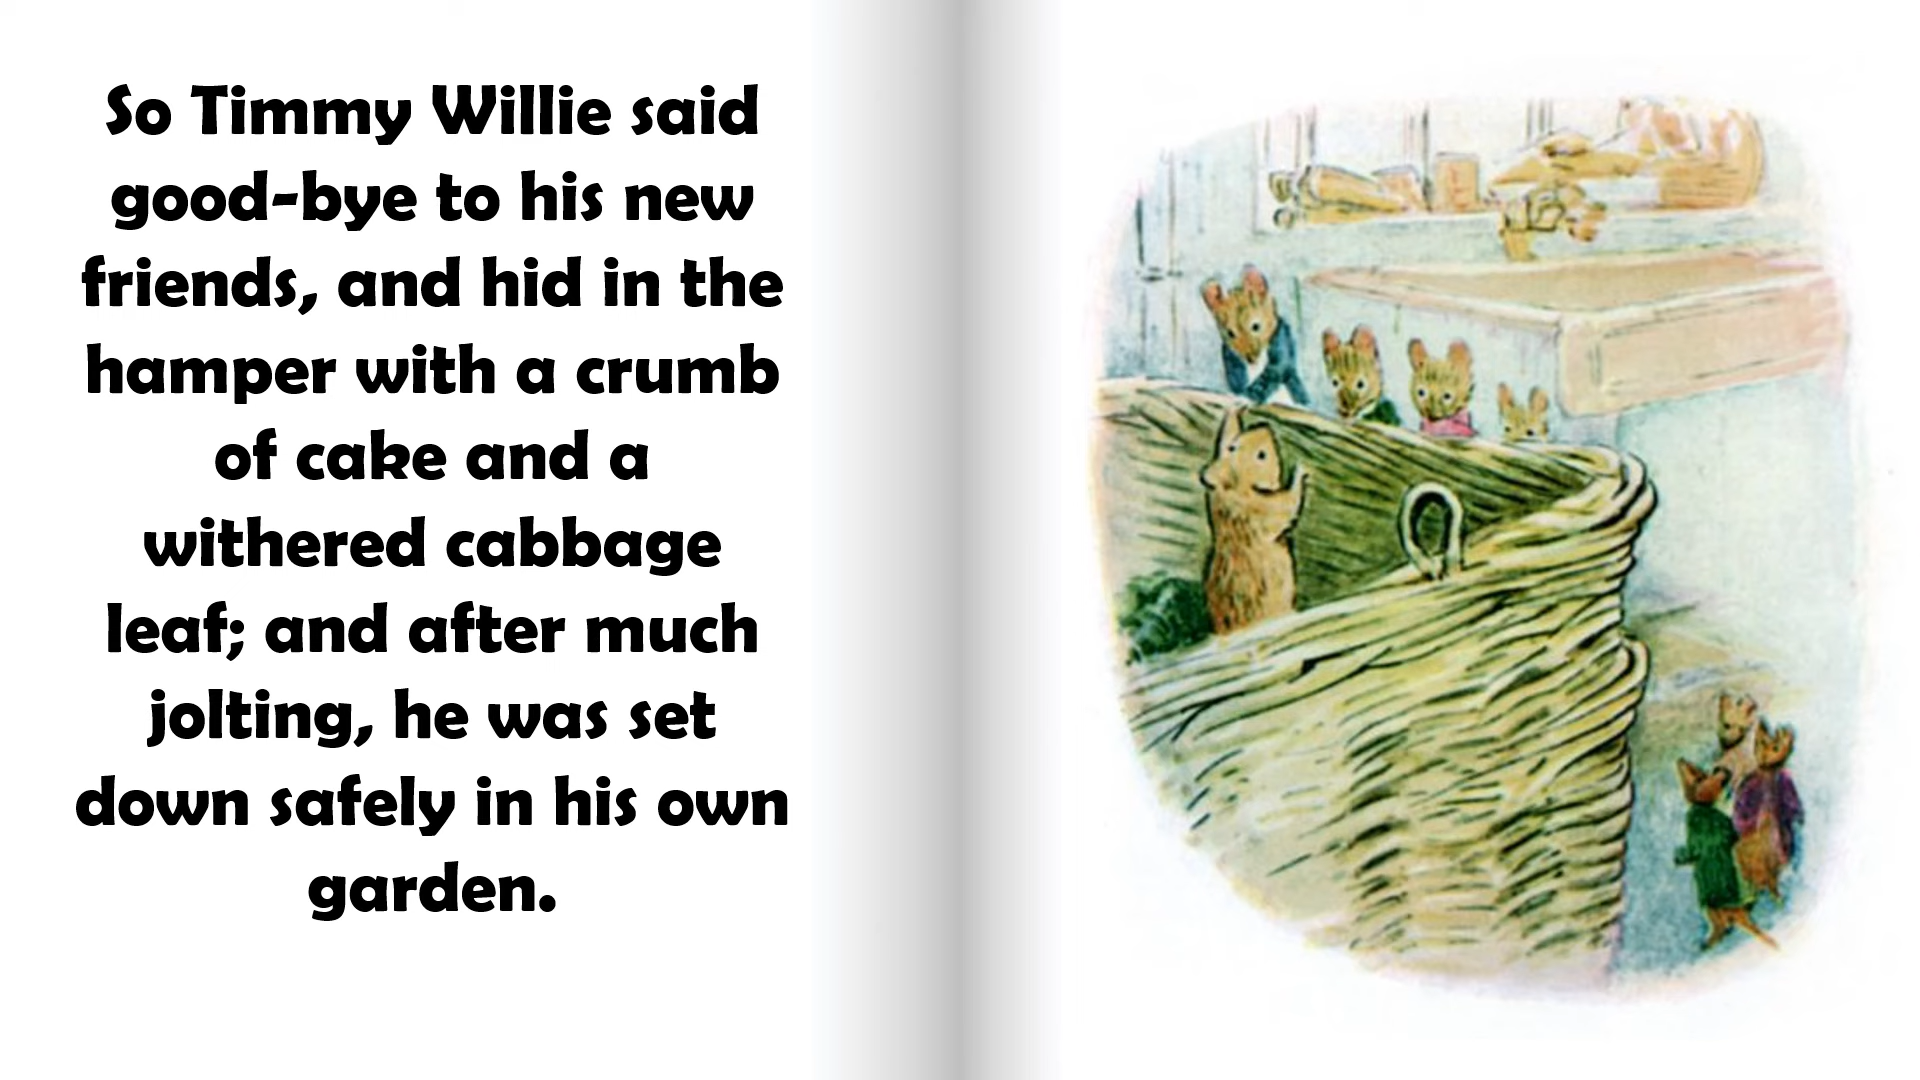 So Timmy Willie said
good-bye to his new
friends, and hid in the
hamper with a crumb
of cake and a
withered cabbage
leaf; and after much
jolting, he was set
down safely in his own
garden.